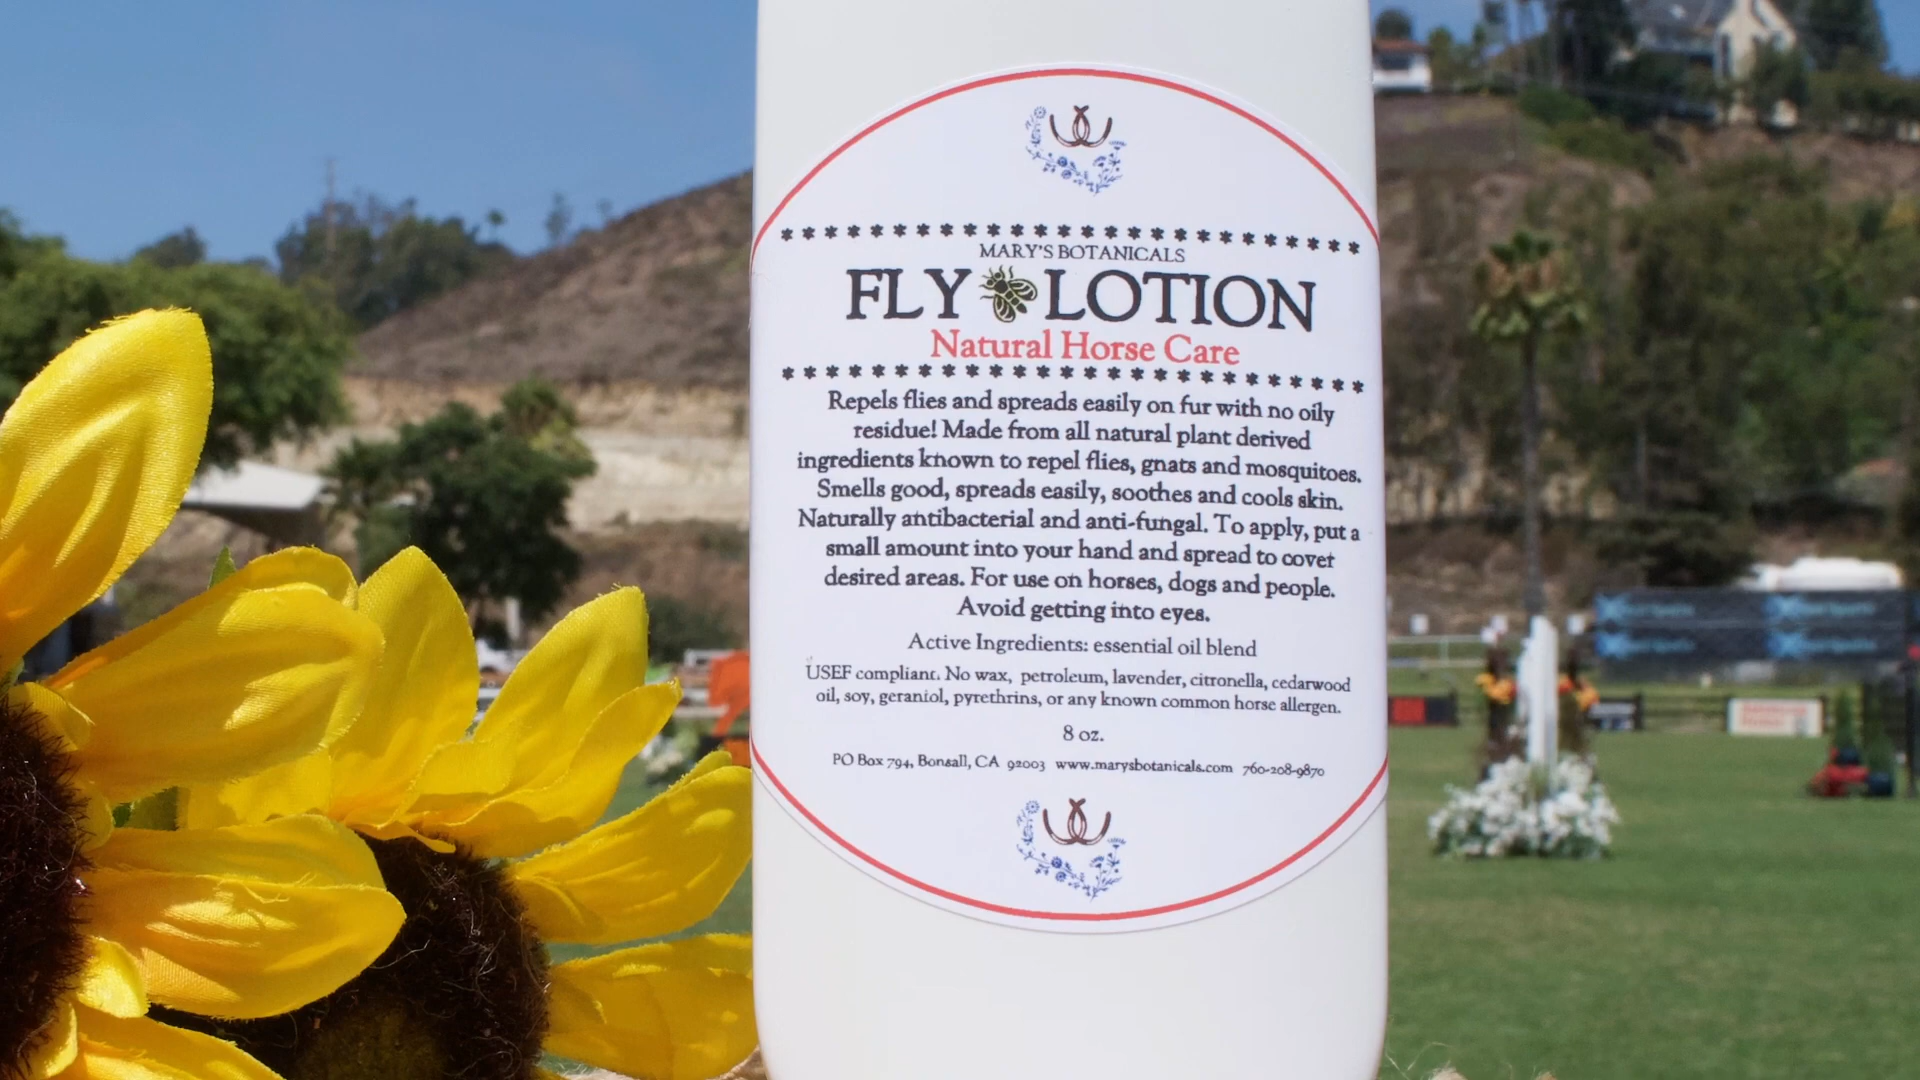 MARY'S BOTANICALS
FLY LOTION
Natural Horse Care
Repels flies and spreads easily on fur with no oily
residue! Made from all natural plant derived
ingredients known to repel flies, gnats and mosquitoes.
Smells good, spreads easily, soothes and cools skin.
Naturally antibacterial and anti-fungal. To apply, put a
small amount into your hand and spread to cover
desired areas. For use on horses, dogs and people.
Avoid getting into eyes.
Active Ingredients: essential oil blend
USEF compliant. No wax, petroleum, lavender, citronella, cedarwood
oil, soy, geraniol, pyrethrins, or any known common horse allergen.
8 oz.
PO Box 794, Bonsall, CA 92003 www.marysbotanicals.com 760-208-9870